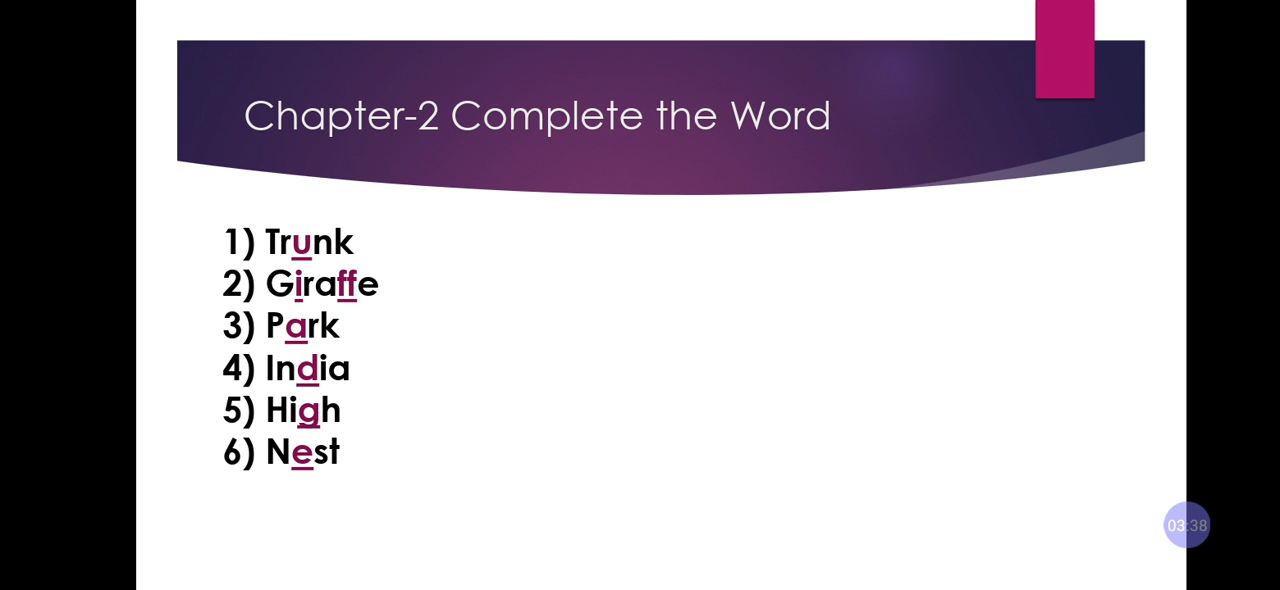 Chapter-2 Complete the Word
1) Trunk
2) Giraffe
3) Park
4) India
5) High
6) Nest
03:38